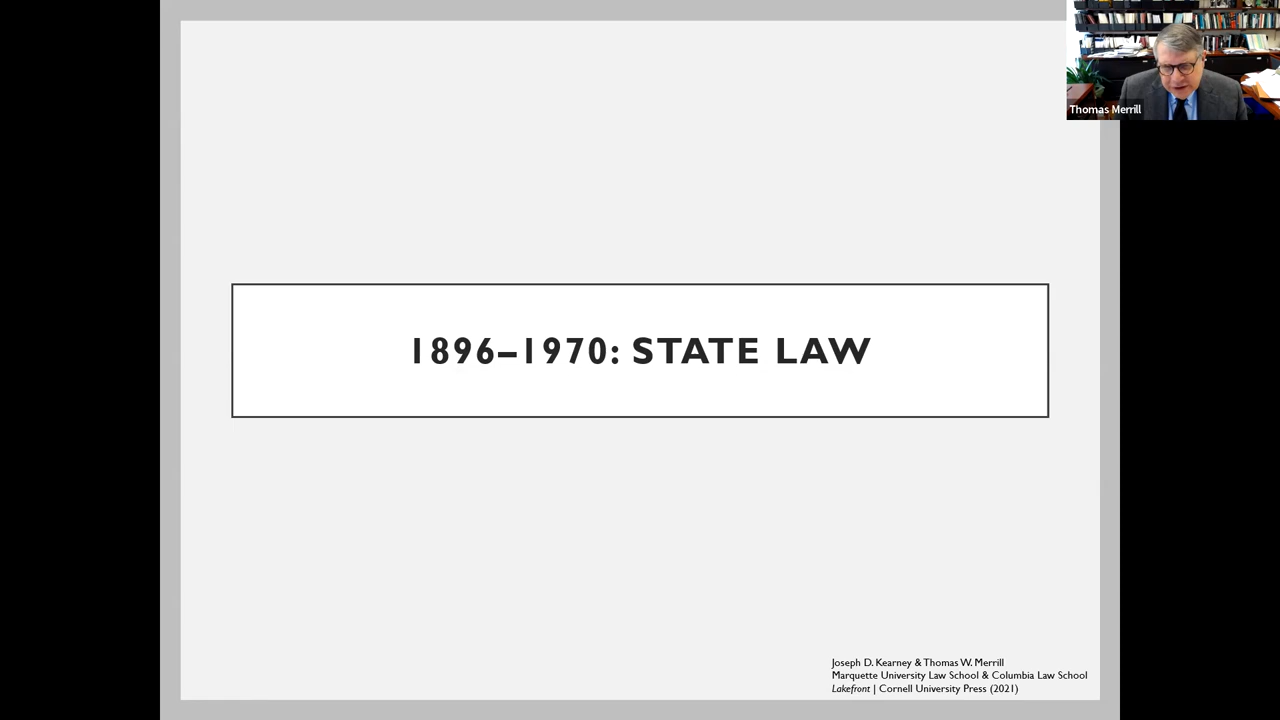 Thomas Merrill
1896–1970: STATE LAW
Joseph D. Kearney & Thomas W. Merrill
Marquette University Law School & Columbia Law School
Lakefront | Cornell University Press (2021)